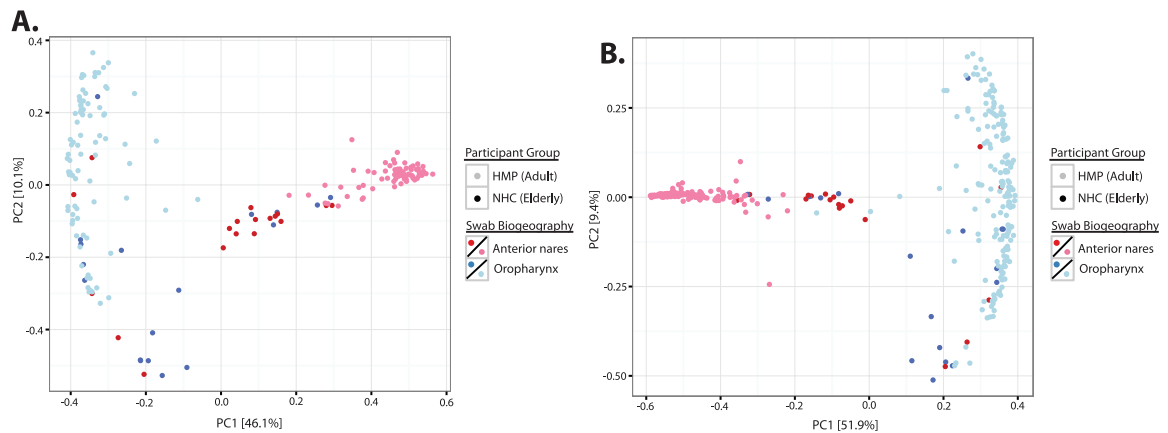 A.
0.4
0.2
0.0
-0.2
-0.4
PC2 [10.1%]
-0.4
-0.2
0.0
0.2
0.4
0.6
PC1 [46.1%]
Participant Group
HMP (Adult)
NHC (Elderly)
Swab Biogeography
Anterior nares
Oropharynx
B.
0.25
0.00
-0.25
-0.50
PC2 [9.4%]
-0.6
-0.4
-0.2
0.0
0.2
0.4
PC1 [51.9%]
Participant Group
HMP (Adult)
NHC (Elderly)
Swab Biogeography
Anterior nares
Oropharynx